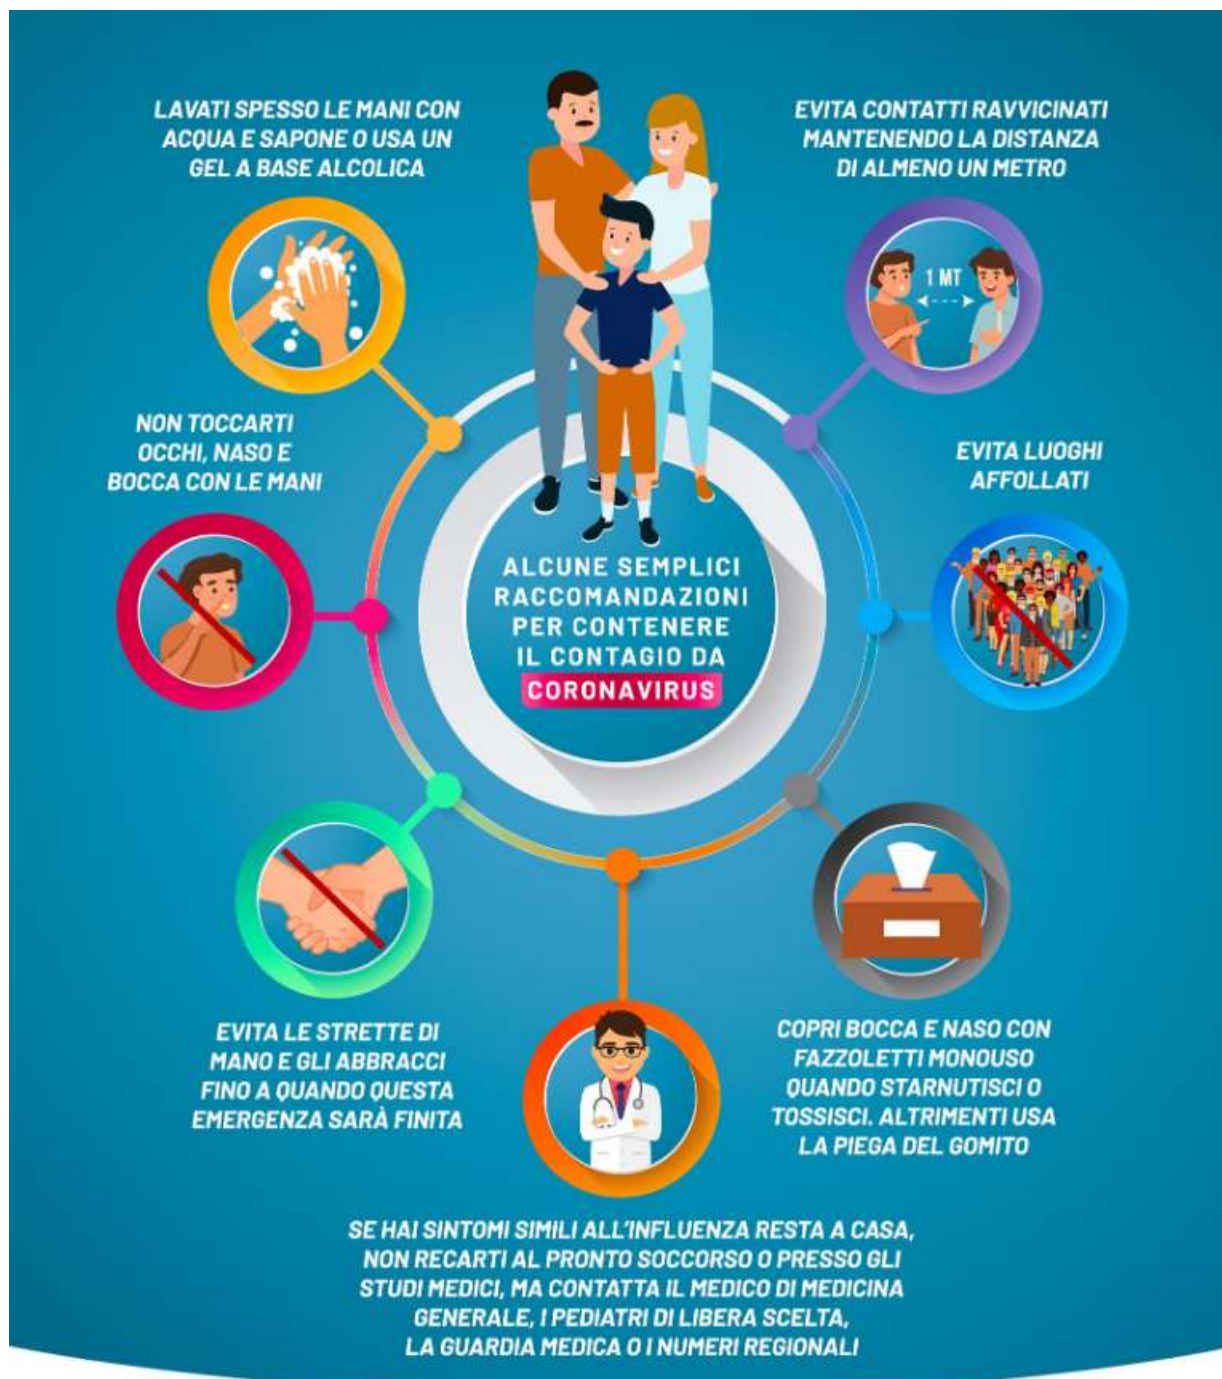 LAVATI SPESSO LE MANI CON
ACQUA E SAPONE O USA UN
GEL A BASE ALCOLICA
EVITA CONTATTI RAVVICINATI
MANTENENDO LA DISTANZA
DI ALMENO UN METRO
1 MT
NON TOCCARTI
OCCHI, NASO E
BOCCA CON LE MANI
EVITA LUOGHI
AFFOLLATI
ALCUNE SEMPLICI
RACCOMANDAZIONI
PER CONTENERE
IL CONTAGIO DA
CORONAVIRUS
EVITA LE STRETTE DI
MANO E GLI ABBRACCI
FINO A QUANDO QUESTA
EMERGENZA SARÀ FINITA
COPRI BOCCA E NASO CON
FAZZOLETTI MONOUSO
QUANDO STARNUTISCI O
TOSSISCI. ALTRIMENTI USA
LA PIEGA DEL GOMITO
SE HAI SINTOMI SIMILI ALL'INFLUENZA RESTA A CASA,
NON RECARTI AL PRONTO SOCCORSO O PRESSO GLI
STUDI MEDICI, MA CONTATTA IL MEDICO DI MEDICINA
GENERALE, I PEDIATRI DI LIBERA SCELTA,
LA GUARDIA MEDICA O I NUMERI REGIONALI